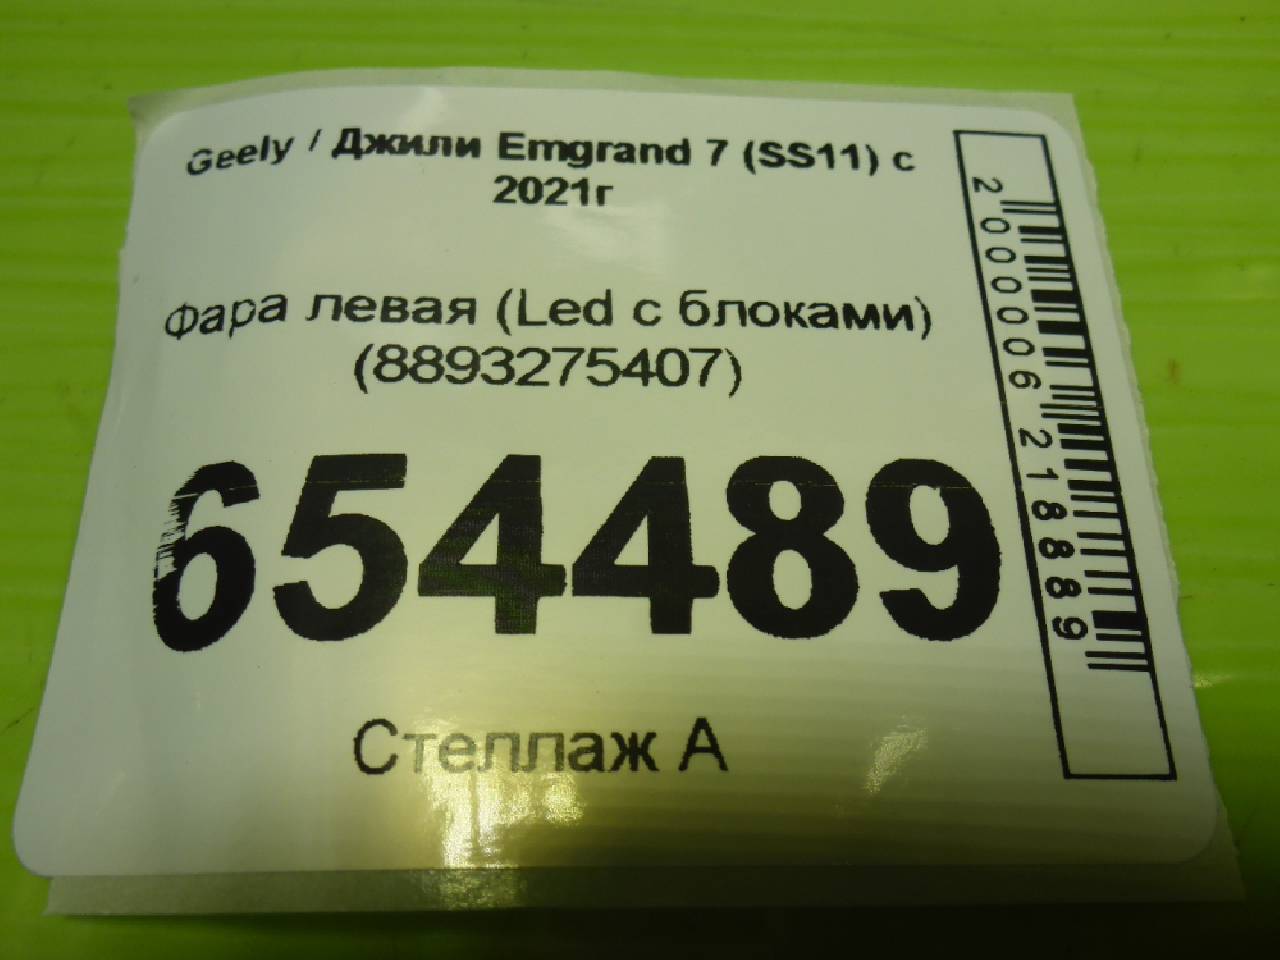 Geely / Джили Emgrand 7 (SS11) с
2021г
Фара левая (Led с блоками)
(8893275407)
654489
Стеллаж А
2000006218889